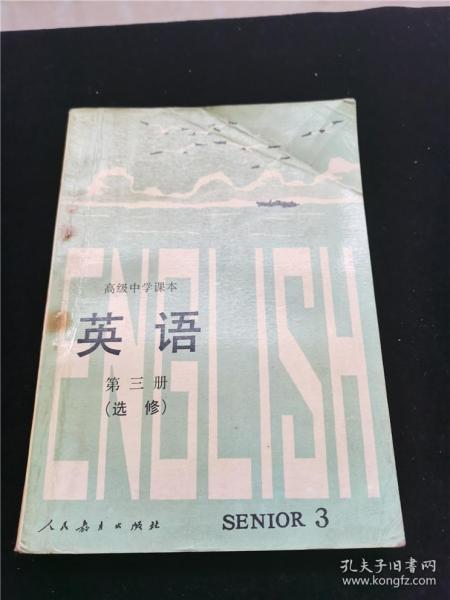 高级中学课本
英语
第三册
(选修)
ENGLISH
人民教育出版社
SENIOR 3
孔夫子旧书网
www.kongfz.com